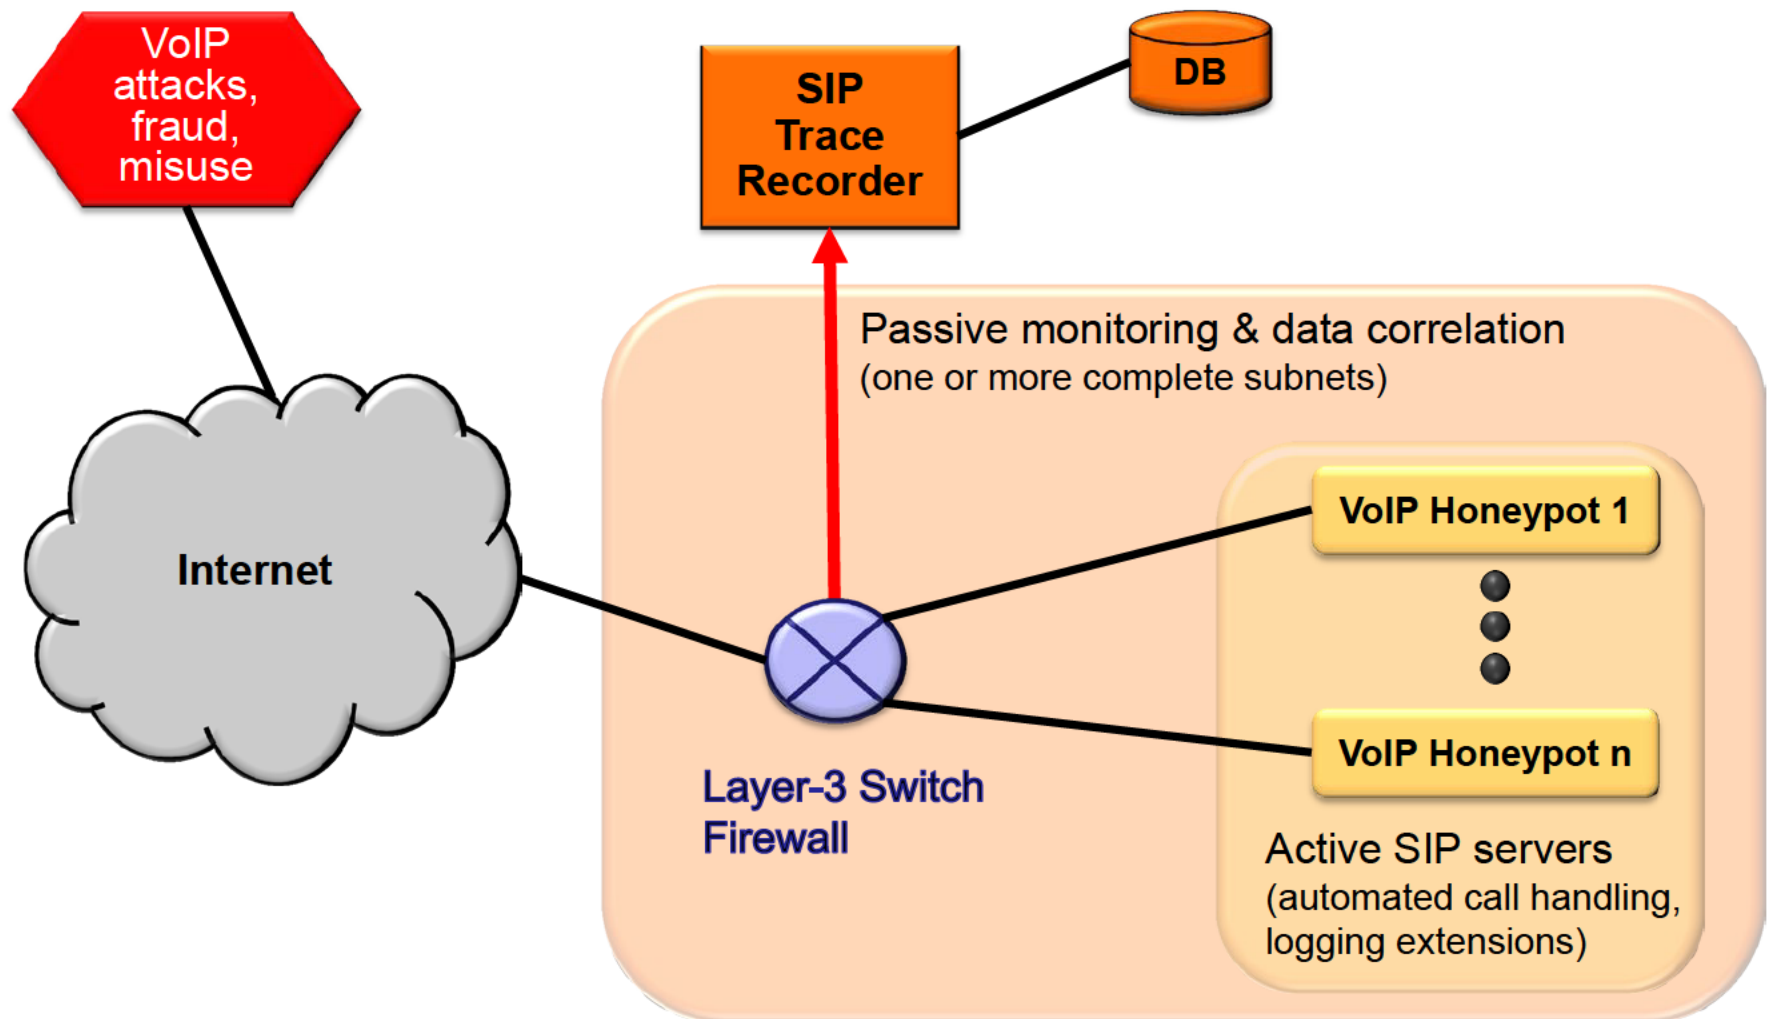 VoIP
attacks,
fraud,
misuse
SIP
Trace
Recorder
DB
Passive monitoring & data correlation
(one or more complete subnets)
Internet
VoIP Honeypot 1
VoIP Honeypot n
Layer-3 Switch
Firewall
Active SIP servers
(automated call handling,
logging extensions)